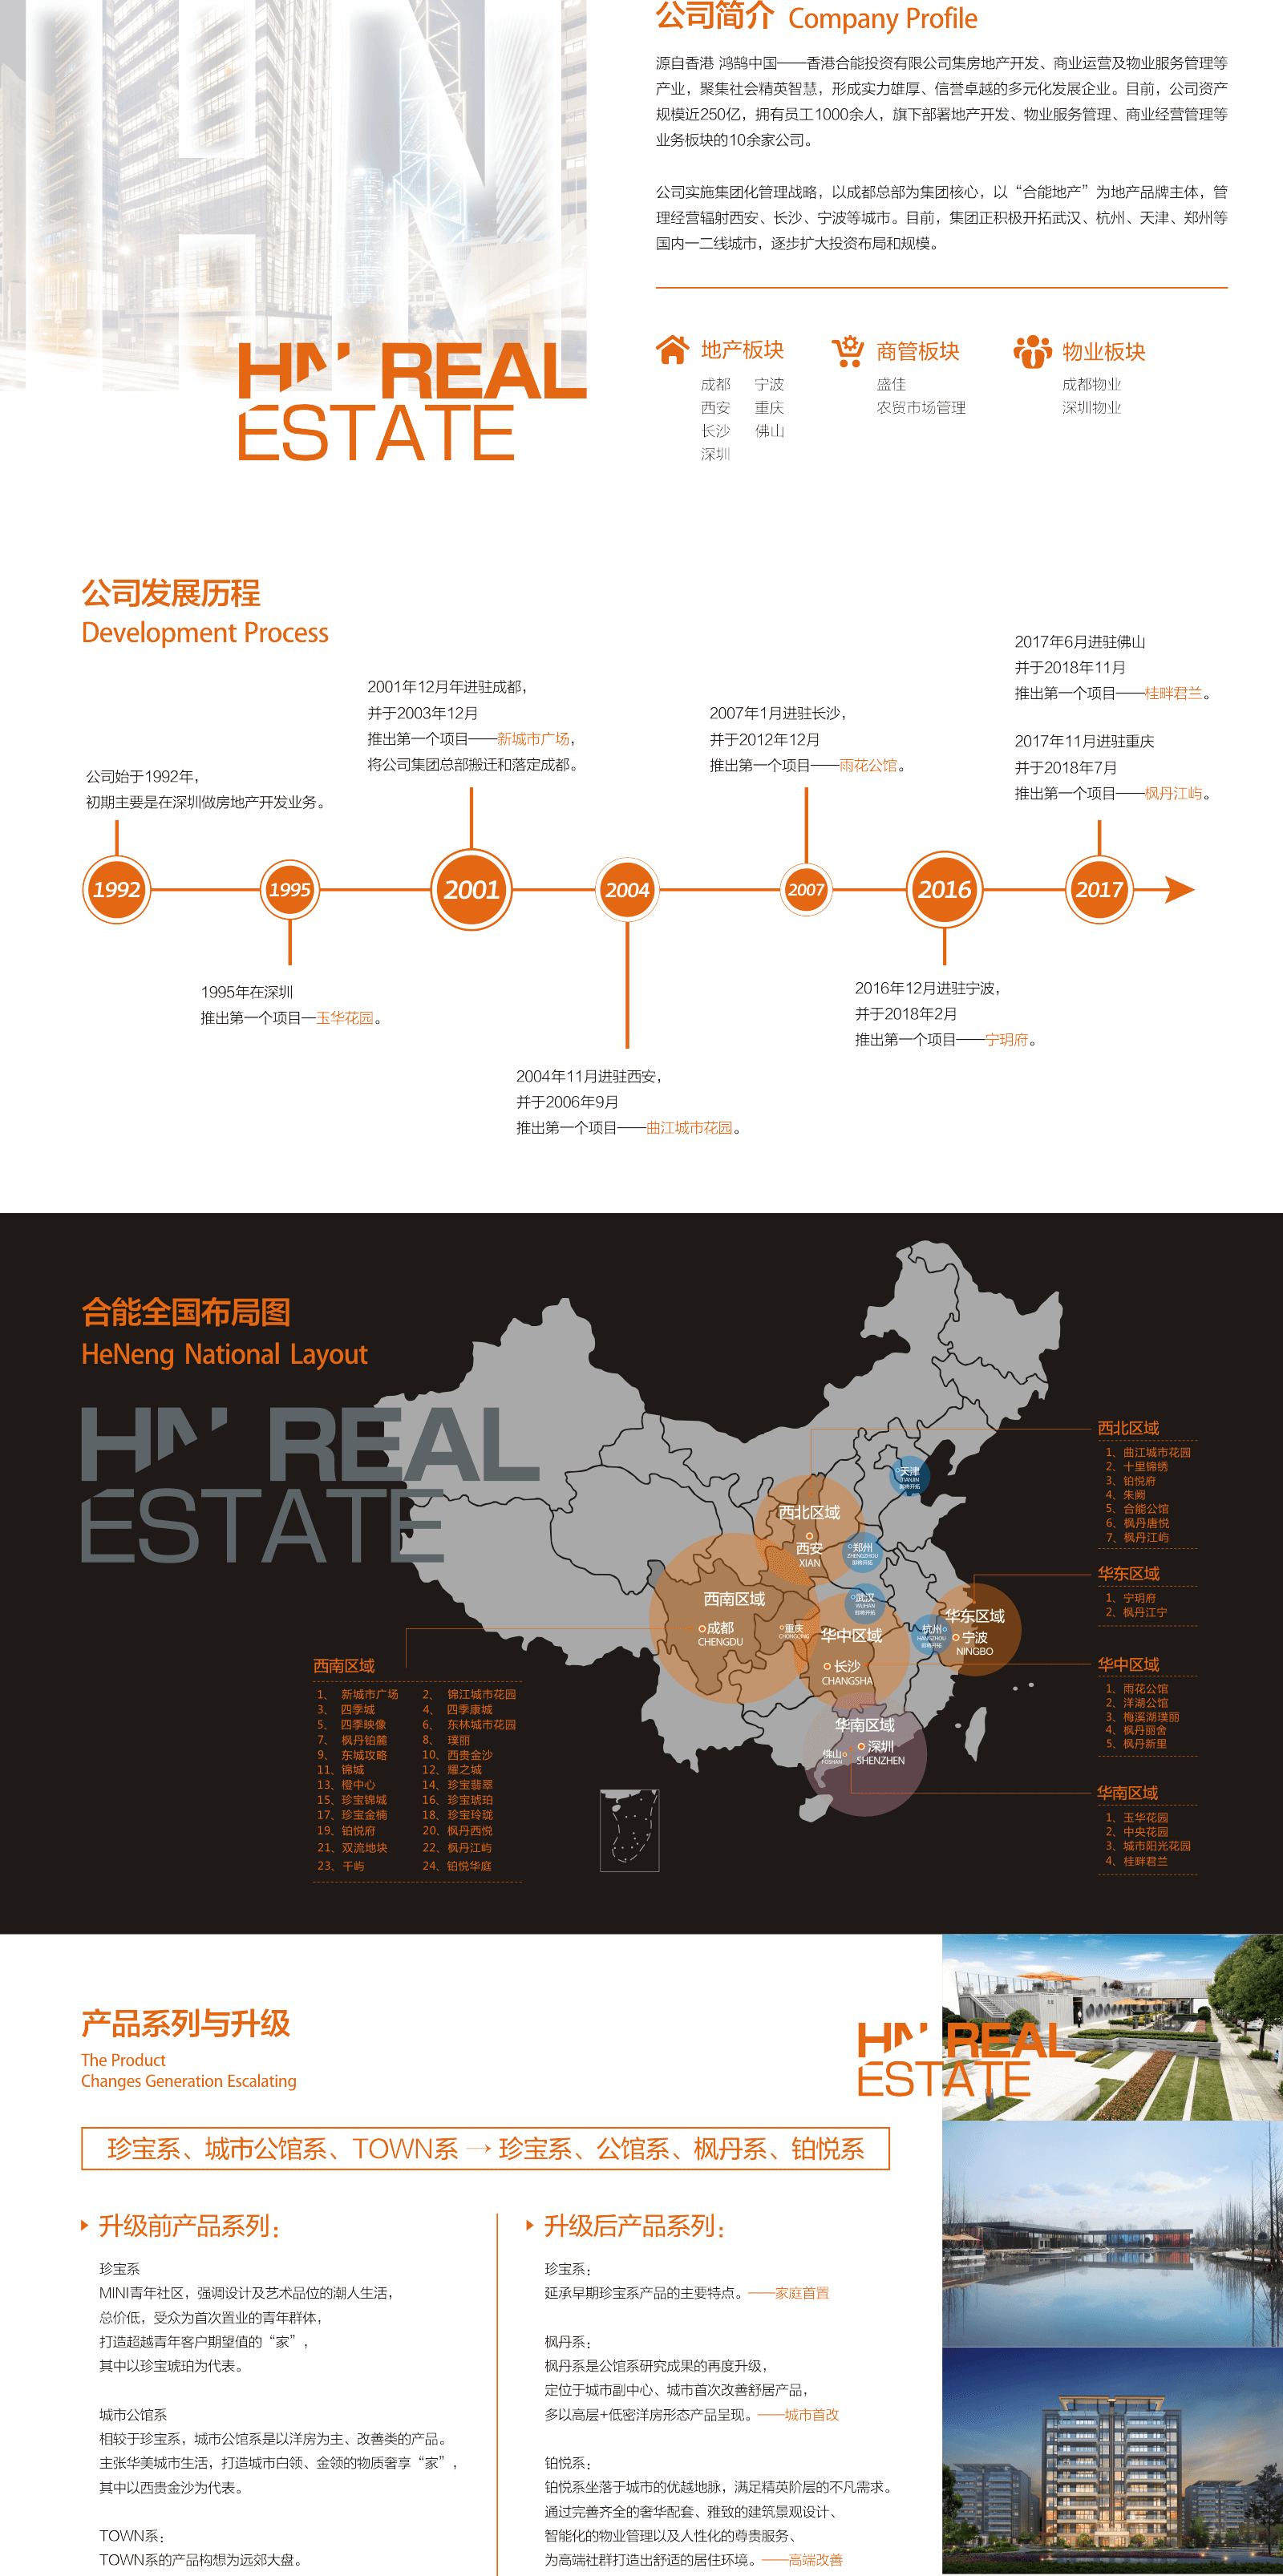 公司简介 Company Profile
源自香港 鸿鹄中国——香港合能投资有限公司集房地产开发、商业运营及物业服务管理等
产业，聚集社会精英智慧，形成实力雄厚、信誉卓越的多元化发展企业。目前，公司资产
规模近250亿，拥有员工1000余人，旗下部署地产开发、物业服务管理、商业经营管理等
业务板块的10余家公司。
公司实施集团化管理战略，以成都总部为集团核心，以“合能地产”为地产品牌主体，管
理经营辐射西安、长沙、宁波等城市。目前，集团正积极开拓武汉、杭州、天津、郑州等
国内一二线城市，逐步扩大投资布局和规模。
HN REAL
ESTATE
地产板块
成都 宁波
西安 重庆
长沙 佛山
深圳
商管板块
盛佳
农贸市场管理
物业板块
成都物业
深圳物业
公司发展历程
Development Process
公司始于1992年，
初期主要是在深圳做房地产开发业务。
2001年12月年进驻成都，
并于2003年12月
推出第一个项目——新城市广场，
将公司集团总部搬迁和落定成都。
2007年1月进驻长沙，
并于2012年12月
推出第一个项目——雨花公馆。
2017年6月进驻佛山
并于2018年11月
推出第一个项目——桂畔君兰。
2017年11月进驻重庆
并于2018年7月
推出第一个项目——枫丹江屿。
1992 1995 2001 2004 2007 2016 2017
1995年在深圳
推出第一个项目—玉华花园。
2004年11月进驻西安，
并于2006年9月
推出第一个项目——曲江城市花园。
2016年12月进驻宁波，
并于2018年2月
推出第一个项目——宁玥府。
合能全国布局图
HeNeng National Layout
HN REAL
ESTATE
天津
TIANJIN
西北区域
西安
XIAN
郑州
ZHENGZHOU
西南区域
成都
CHENGDU
重庆
CHONGQING
武汉
WUHAN
华中区域
长沙
CHANGSHA
杭州
HANGZHOU
华东区域
宁波
NINGBO
华南区域
佛山
FOSHAN
深圳
SHENZHEN
西北区域
1、曲江城市花园
2、十里锦绣
3、铂悦府
4、朱阙
5、合能公馆
6、枫丹唐悦
7、枫丹江屿
华东区域
1、宁玥府
2、枫丹江宁
华中区域
1、雨花公馆
2、洋湖公馆
3、梅溪湖璞丽
4、枫丹丽舍
5、枫丹新里
华南区域
1、玉华花园
2、中央花园
3、城市阳光花园
4、桂畔君兰
西南区域
1、 新城市广场 2、 锦江城市花园
3、 四季城 4、 四季康城
5、 四季映像 6、 东林城市花园
7、 枫丹铂麓 8、 璞丽
9、 东城攻略 10、西贵金沙
11、锦城 12、耀之城
13、橙中心 14、珍宝翡翠
15、珍宝锦城 16、珍宝琥珀
17、珍宝金楠 18、珍宝玲珑
19、铂悦府 20、枫丹西悦
21、双流地块 22、枫丹江屿
23、干屿 24、铂悦华庭
产品系列与升级
The Product
Changes Generation Escalating
HN REAL
ESTATE
珍宝系、城市公馆系、TOWN系→珍宝系、公馆系、枫丹系、铂悦系
升级前产品系列：
珍宝系
MINI青年社区，强调设计及艺术品位的潮人生活，
总价低，受众为首次置业的青年群体，
打造超越青年客户期望值的“家”，
其中以珍宝琥珀为代表。
城市公馆系
相较于珍宝系，城市公馆系是以洋房为主、改善类的产品。
主张华美城市生活，打造城市白领、金领的物质奢享“家”，
其中以西贵金沙为代表。
TOWN系：
TOWN系的产品构想为远郊大盘。
升级后产品系列：
珍宝系：
延承早期珍宝系产品的主要特点。——家庭首置
枫丹系：
枫丹系是公馆系研究成果的再度升级，
定位于城市副中心、城市首次改善舒居产品，
多以高层+低密洋房形态产品呈现。——城市首改
铂悦系：
铂悦系坐落于城市的优越地脉，满足精英阶层的不凡需求。
通过完善齐全的奢华配套、雅致的建筑景观设计、
智能化的物业管理以及人性化的尊贵服务、
为高端社群打造出舒适的居住环境。——高端改善